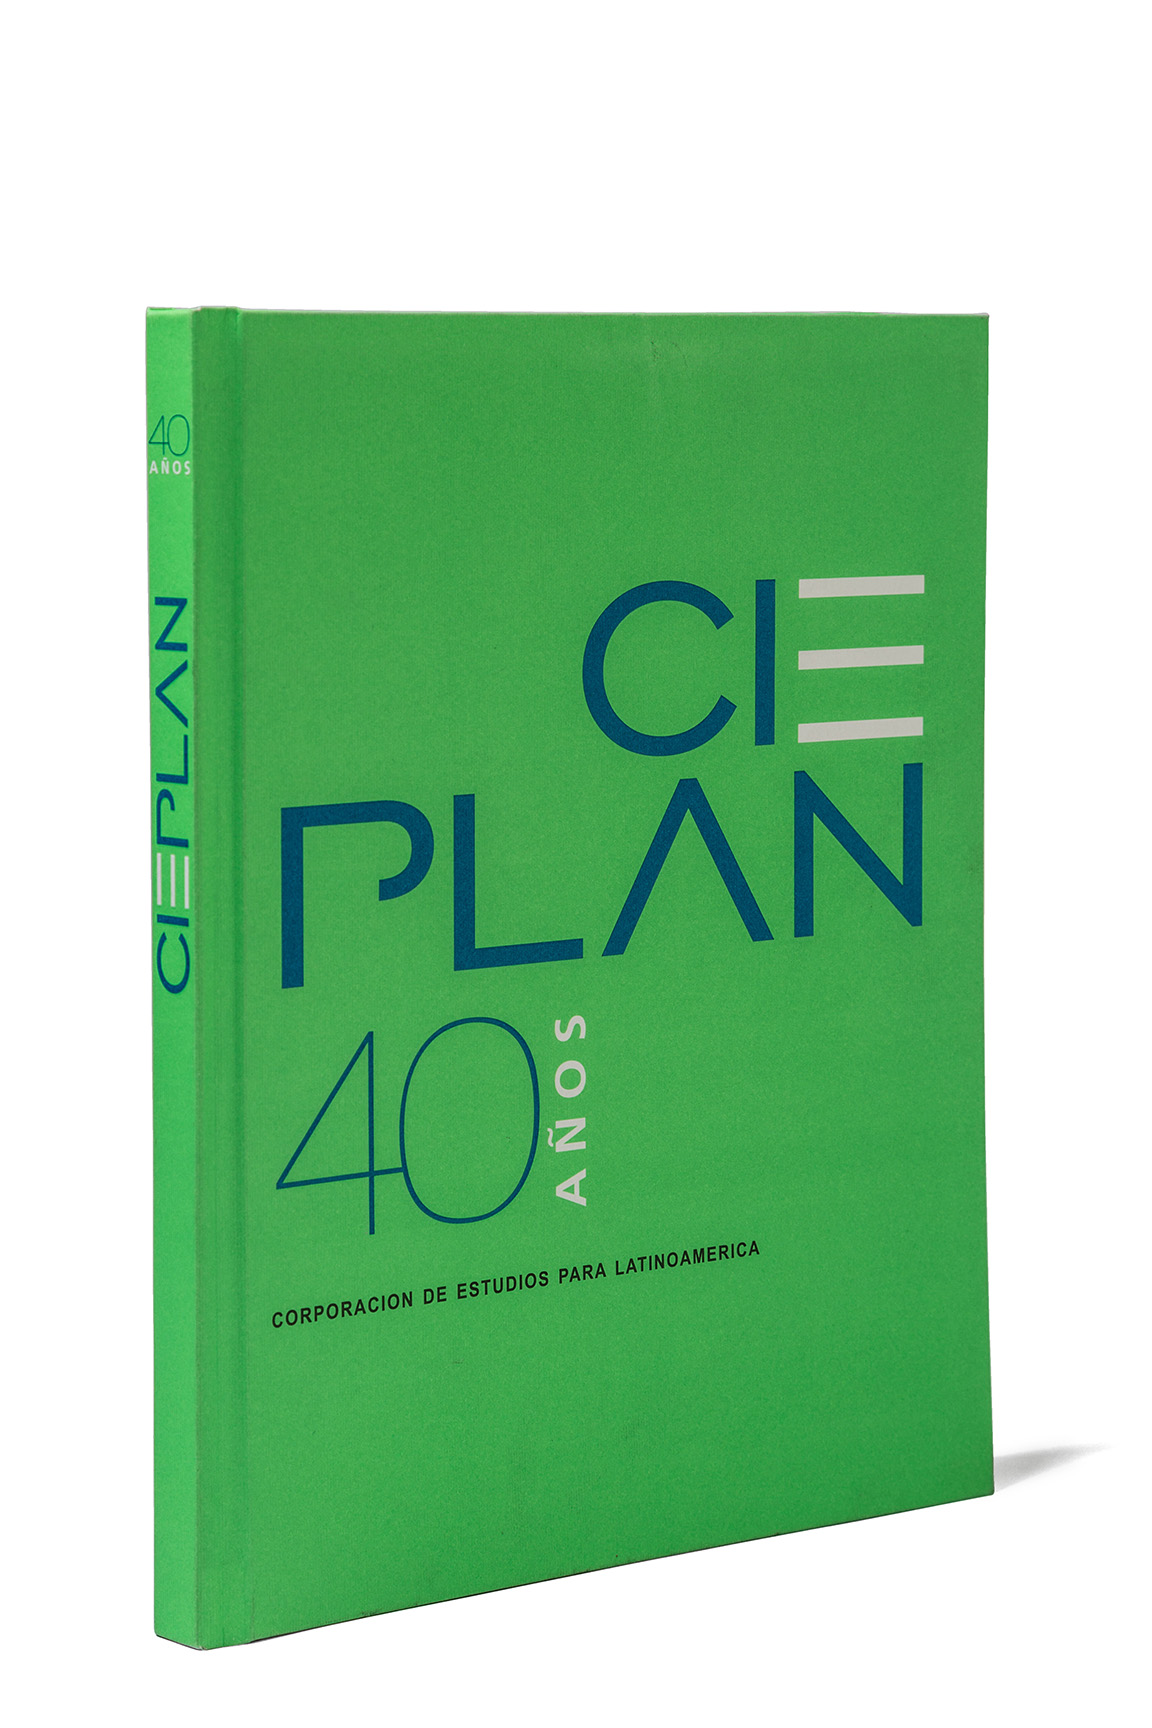 40
AÑOS
CIEPLAN
CIE
PLAN
40
AÑOS
CORPORACION DE ESTUDIOS PARA LATINOAMERICA